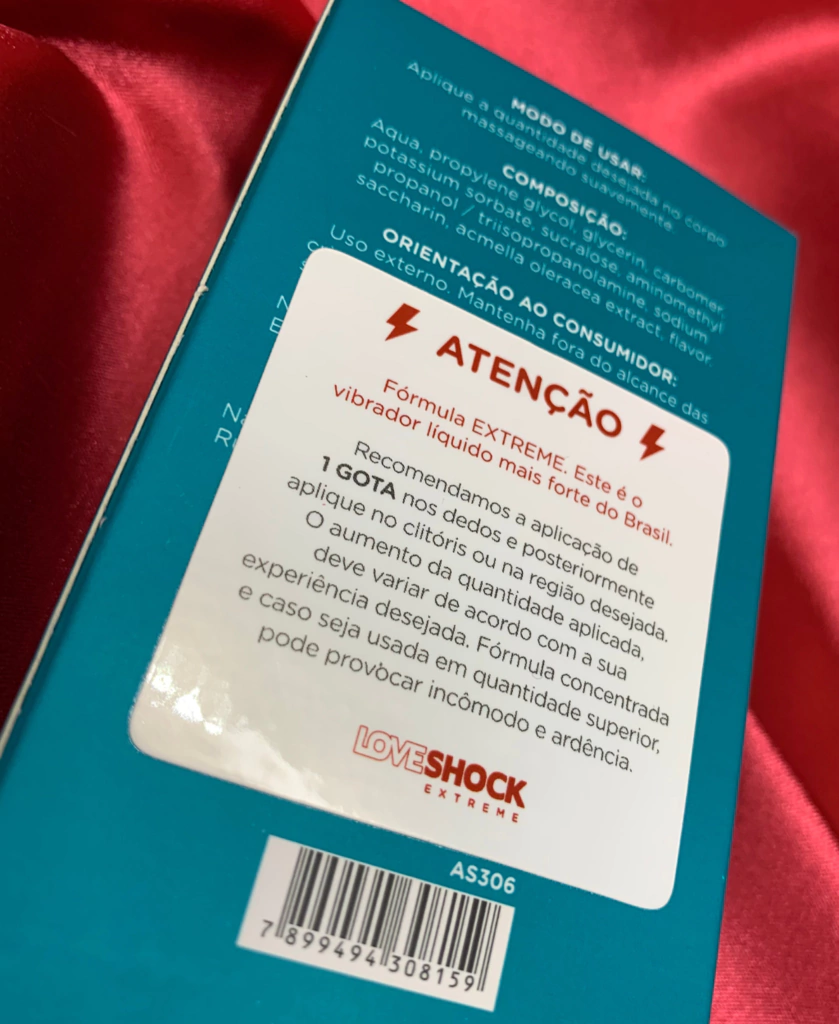 MODO DE USAR:
Aplique a quantidade desejada no corpo
massageando suavemente.
COMPOSIÇÃO:
Aqua, propylene glycol, glycerin, carbomer,
potassium sorbate, sucralose, aminomethyl
propanol / triisopropanolamine, sodium
saccharin, acmella oleracea extract, flavor.
ORIENTAÇÃO AO CONSUMIDOR:
Uso externo. Mantenha fora do alcance das
ATENÇÃO
Fórmula EXTREME. Este é o
vibrador líquido mais forte do Brasil.
Recomendamos a aplicação de
1 GOTA nos dedos e posteriormente
aplique no clitóris ou na região desejada.
O aumento da quantidade aplicada,
deve variar de acordo com a sua
experiência desejada. Fórmula concentrada
e caso seja usada em quantidade superior,
pode provocar incômodo e ardência.
LOVESHOCK
EXTREME
AS306
7 899494 308159